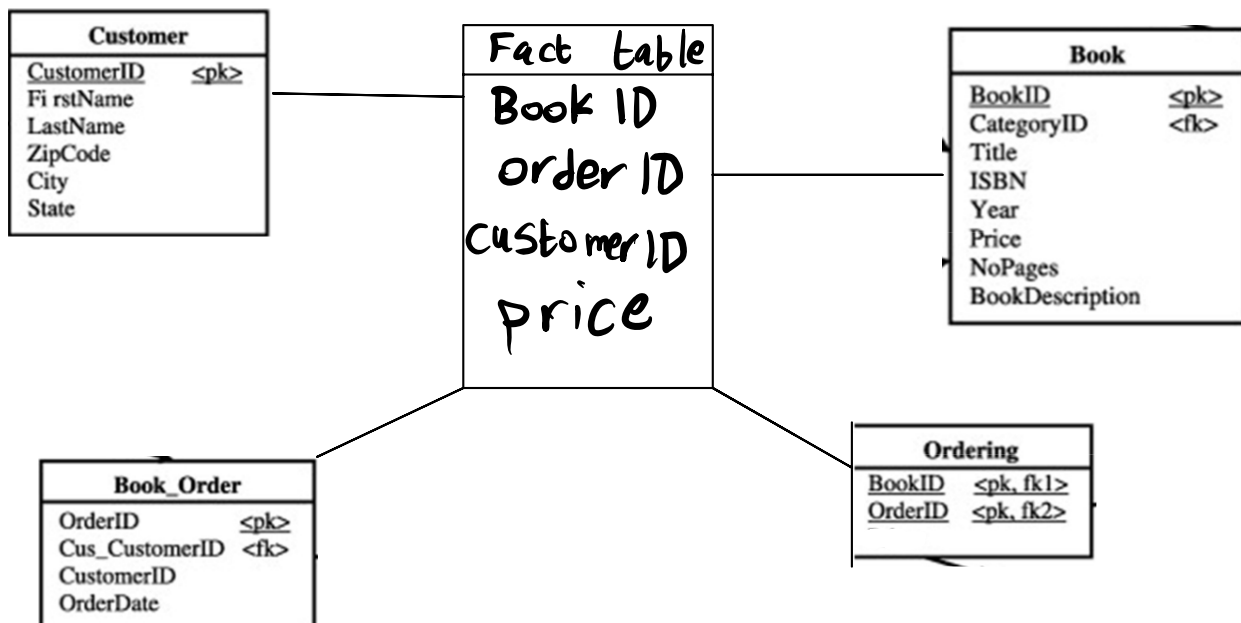 Customer
CustomerID <pk>
Fi rstName
LastName
ZipCode
City
State
Fact table
Book ID
order ID
customer ID
price
Book
BookID <pk>
CategoryID <fk>
Title
ISBN
Year
Price
NoPages
BookDescription
Book_Order
OrderID <pk>
Cus_CustomerID <fk>
CustomerID
OrderDate
Ordering
BookID <pk, fk1>
OrderID <pk, fk2>